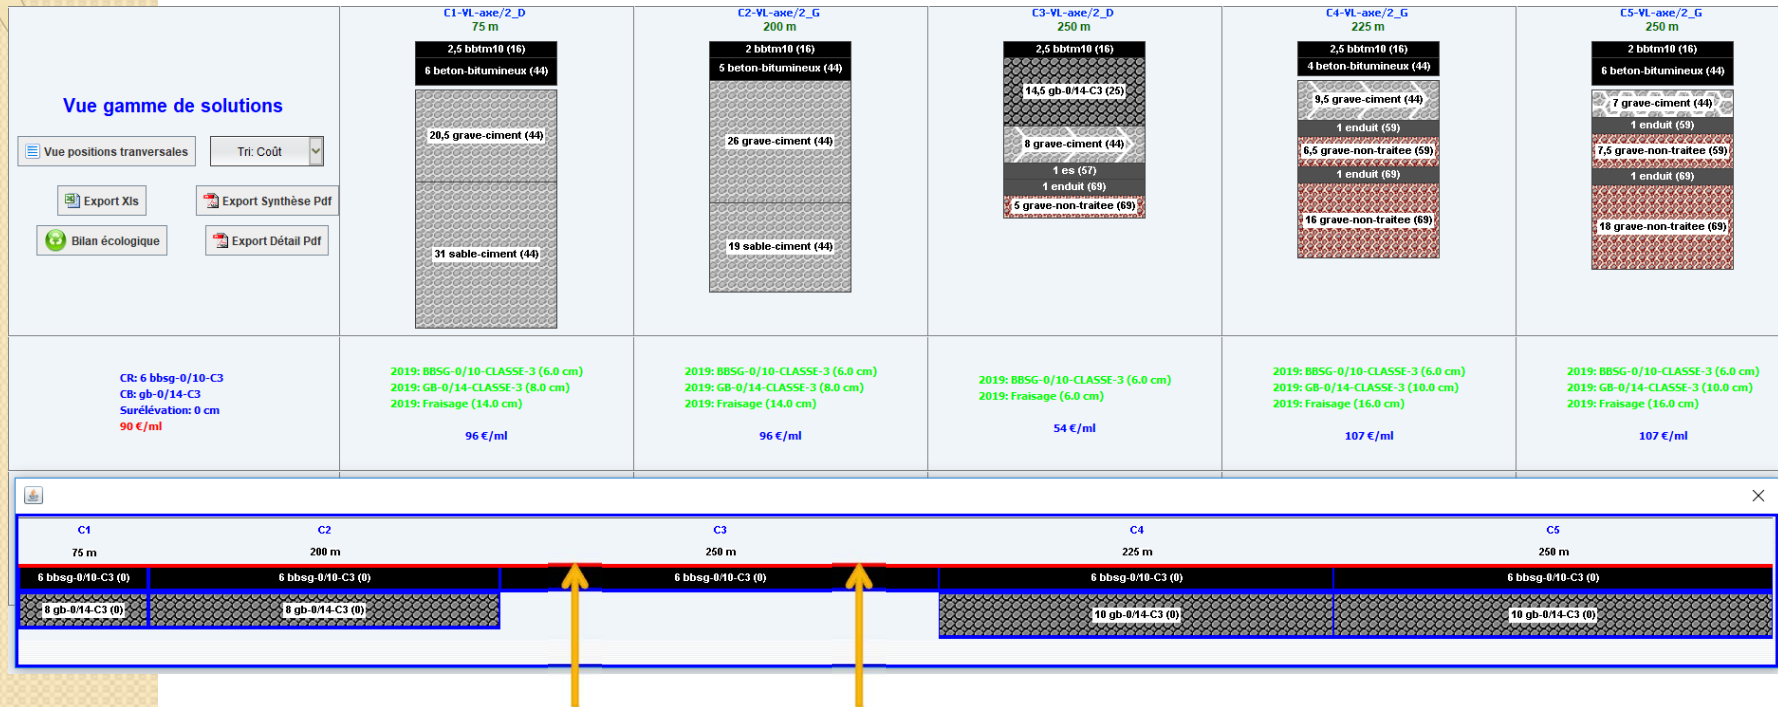 C1-VL-axe/2_D
75 m
C2-VL-axe/2_G
200 m
C3-VL-axe/2_D
250 m
C4-VL-axe/2_G
225 m
C5-VL-axe/2_G
250 m
2,5 bbtm10 (16)
6 beton-bitumineux (44)
20,5 grave-ciment (44)
31 sable-ciment (44)
2 bbtm10 (16)
5 beton-bitumineux (44)
26 grave-ciment (44)
19 sable-ciment (44)
2,5 bbtm10 (16)
14,5 gb-0/14-C3 (25)
8 grave-ciment (44)
1 es (57)
1 enduit (69)
5 grave-non-traitee (69)
2,5 bbtm10 (16)
4 beton-bitumineux (44)
9,5 grave-ciment (44)
1 enduit (59)
6,5 grave-non-traitee (59)
1 enduit (69)
16 grave-non-traitee (69)
2 bbtm10 (16)
6 beton-bitumineux (44)
7 grave-ciment (44)
1 enduit (59)
7,5 grave-non-traitee (59)
1 enduit (69)
18 grave-non-traitee (69)
Vue gamme de solutions
Vue positions tranversales
Tri: Coût
Export Xls
Export Synthèse Pdf
Bilan écologique
Export Détail Pdf
CR: 6 bbsg-0/10-C3
CB: gb-0/14-C3
Surélévation: 0 cm
90 €/ml
2019: BBSG-0/10-CLASSE-3 (6.0 cm)
2019: GB-0/14-CLASSE-3 (8.0 cm)
2019: Fraisage (14.0 cm)
96 €/ml
2019: BBSG-0/10-CLASSE-3 (6.0 cm)
2019: GB-0/14-CLASSE-3 (8.0 cm)
2019: Fraisage (14.0 cm)
96 €/ml
2019: BBSG-0/10-CLASSE-3 (6.0 cm)
2019: Fraisage (6.0 cm)
54 €/ml
2019: BBSG-0/10-CLASSE-3 (6.0 cm)
2019: GB-0/14-CLASSE-3 (10.0 cm)
2019: Fraisage (16.0 cm)
107 €/ml
2019: BBSG-0/10-CLASSE-3 (6.0 cm)
2019: GB-0/14-CLASSE-3 (10.0 cm)
2019: Fraisage (16.0 cm)
107 €/ml
C1 C2 C3 C4 C5
75 m 200 m 250 m 225 m 250 m
6 bbsg-0/10-C3 (0) 6 bbsg-0/10-C3 (0) 6 bbsg-0/10-C3 (0) 6 bbsg-0/10-C3 (0) 6 bbsg-0/10-C3 (0)
8 gb-0/14-C3 (0) 8 gb-0/14-C3 (0) 10 gb-0/14-C3 (0) 10 gb-0/14-C3 (0)